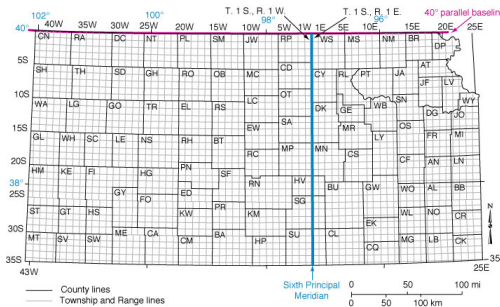 102° 100° 98° T. 1 S., R. 1 W. T. 1 S., R. 1 E. 96° 40° parallel baselin
40W 35W 30W 25W 20W 15W 10W 5W 1W 1E 5E 10E 15E 20E 25E
40°
CN RA DC NT PL SM JW RP WS MS NM BR DP
5S
CD AT
SH TH SD GH RO OB MC CY RL PT JA JF LV
10S
OT WY
WA LG GO TR EL RS LC DK GE WB SN DG JO
15S
SA MR OS
EW LY FR MI
GL WH SC LE NS RH BT MP MN CS
20S
RC CF AN LN
HM KE FI HG PN SF RN HV
38°
25S
GY FO ED SG BU GW WO AL BB
ST GT HS PR
30S
KW KM EK WL NO CR
MT SV SW ME CA CM BA HP SU CL CQ MG LB CK
35S 35
43W 25E
N
S
County lines
Township and Range lines
Sixth Principal
Meridian
0 50 100 mi
0 50 100 km